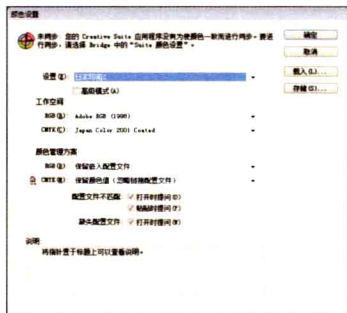 颜色设置
未同步: 您的 Creative Suite 应用程序没有为使颜色一致而进行同步。要进
行同步, 请选择 Bridge 中的“Suite 颜色设置”。
确定
取消
载入(L)...
存储(S)...
设置(E):
高级模式(A)
工作空间
RGB(R): Adobe RGB (1998)
CMYK(C): Japan Color 2001 Coated
颜色管理方案
RGB(B): 保留嵌入配置文件
CMYK(K): 保留颜色值(忽略链接配置文件)
配置文件不匹配: 打开时提问(O)
粘贴时提问(P)
缺失配置文件: 打开时提问(W)
说明:
将指针置于标题上可以查看说明。